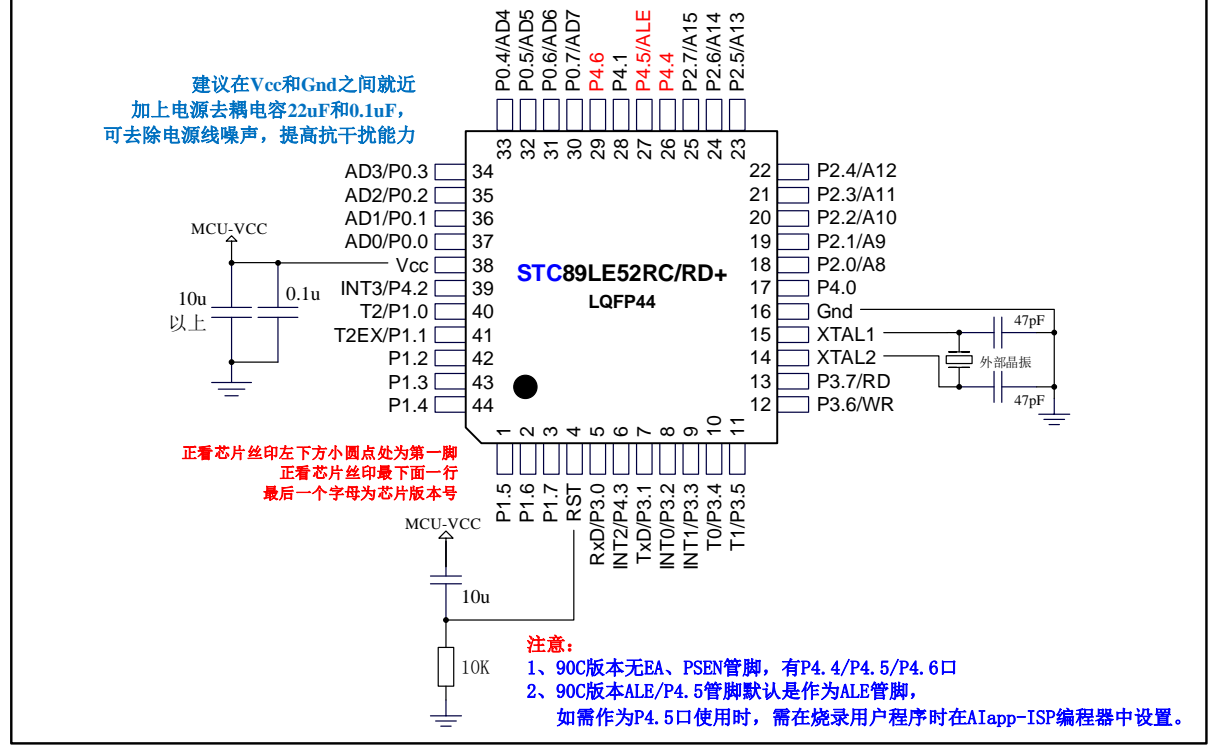 P0.4/AD4
P0.5/AD5
P0.6/AD6
P0.7/AD7
P4.6
P4.1
P4.5/ALE
P4.4
P2.7/A15
P2.6/A14
P2.5/A13
建议在Vcc和Gnd之间就近
加上电源去耦电容22uF和0.1uF，
可去除电源线噪声，提高抗干扰能力
33 32 31 30 29 28 27 26 25 24 23
AD3/P0.3 34
AD2/P0.2 35
AD1/P0.1 36
AD0/P0.0 37
Vcc 38
INT3/P4.2 39
T2/P1.0 40
T2EX/P1.1 41
P1.2 42
P1.3 43
P1.4 44
MCU-VCC
10u
以上
0.1u
STC89LE52RC/RD+
LQFP44
22 P2.4/A12
21 P2.3/A11
20 P2.2/A10
19 P2.1/A9
18 P2.0/A8
17 P4.0
16 Gnd
15 XTAL1
14 XTAL2
13 P3.7/RD
12 P3.6/WR
47pF
外部晶振
47pF
1 2 3 4 5 6 7 8 9 10 11
P1.5
P1.6
P1.7
RST
RxD/P3.0
INT2/P4.3
TxD/P3.1
INT0/P3.2
INT1/P3.3
T0/P3.4
T1/P3.5
正看芯片丝印左下方小圆点处为第一脚
正看芯片丝印最下面一行
最后一个字母为芯片版本号
MCU-VCC
10u
10K
注意：
1、90C版本无EA、PSEN管脚，有P4.4/P4.5/P4.6口
2、90C版本ALE/P4.5管脚默认是作为ALE管脚，
如需作为P4.5口使用时，需在烧录用户程序时在AIapp-ISP编程器中设置。